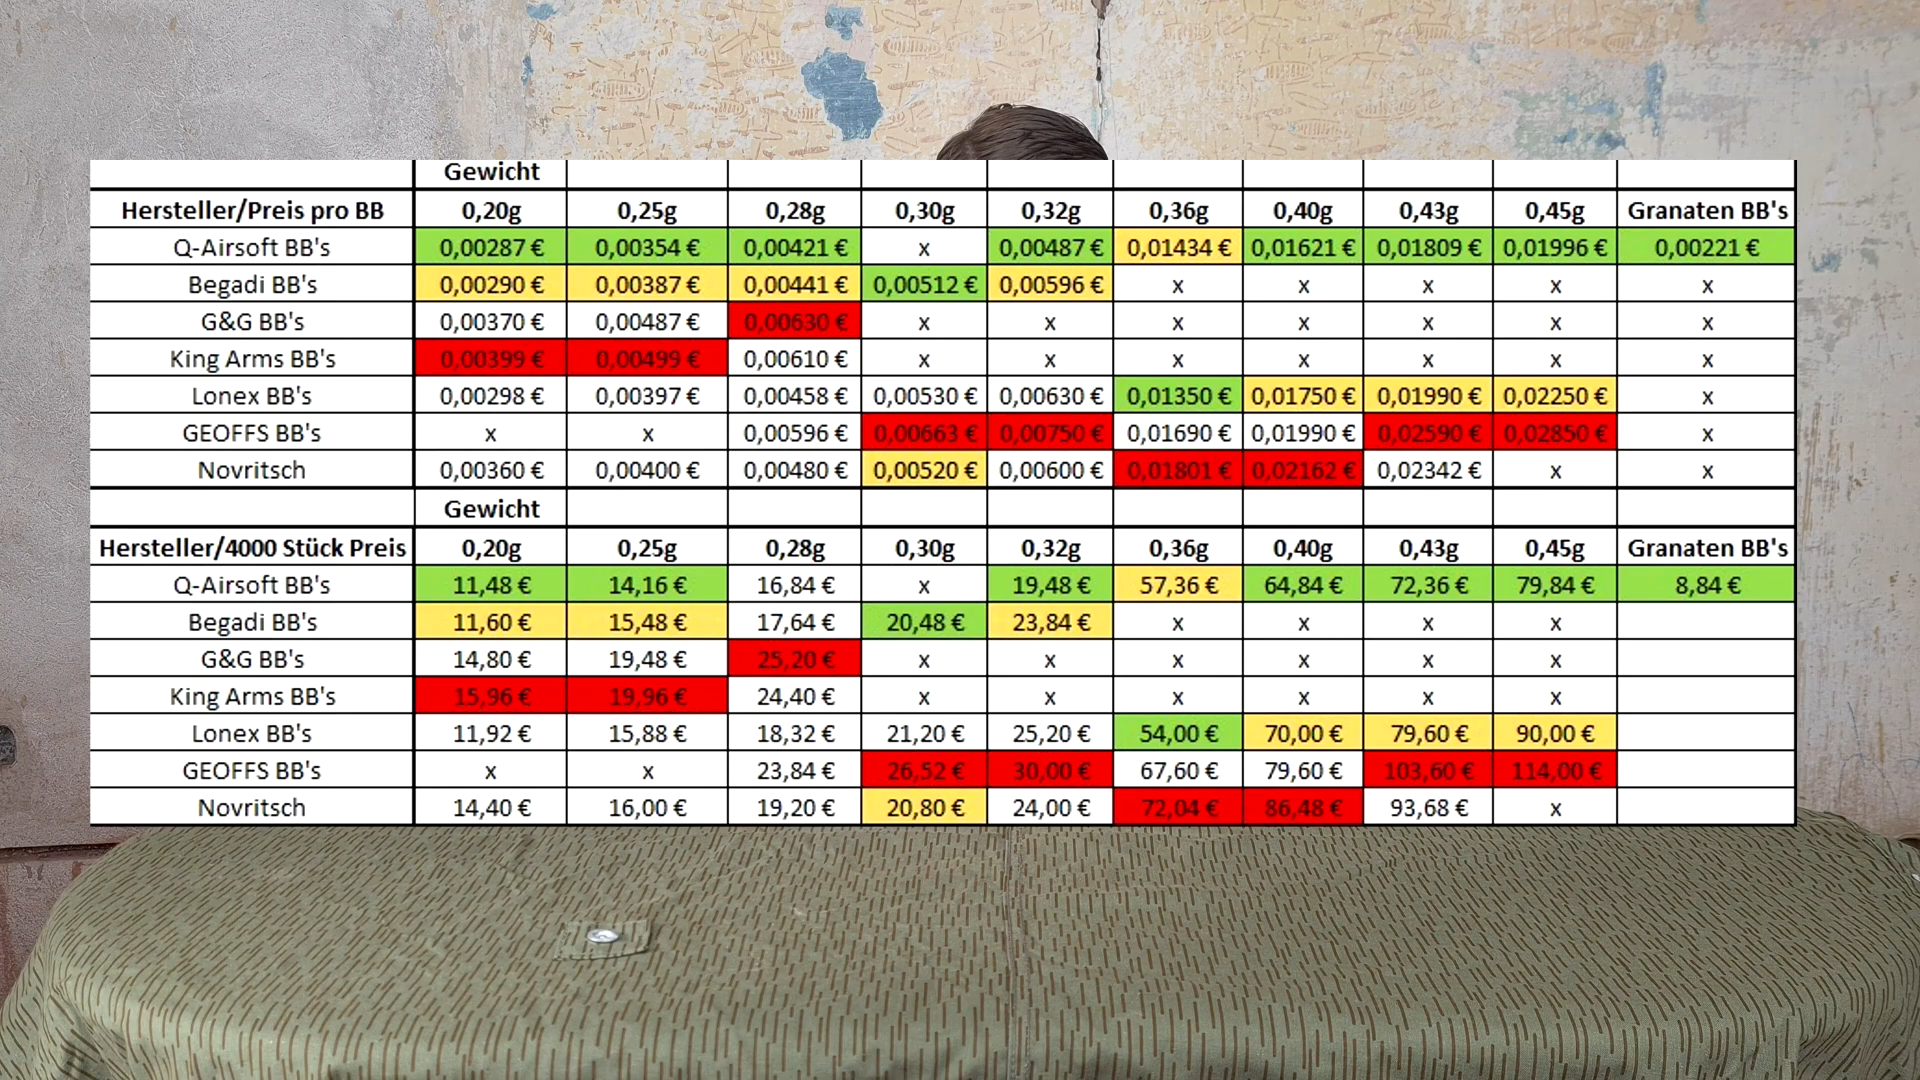 Gewicht
Hersteller/Preis pro BB 0,20g 0,25g 0,28g 0,30g 0,32g 0,36g 0,40g 0,43g 0,45g Granaten BB's
Q-Airsoft BB's 0,00287 € 0,00354 € 0,00421 € x 0,00487 € 0,01434 € 0,01621 € 0,01809 € 0,01996 € 0,00221 €
Begadi BB's 0,00290 € 0,00387 € 0,00441 € 0,00512 € 0,00596 € x x x x x
G&G BB's 0,00370 € 0,00487 € 0,00630 € x x x x x x x
King Arms BB's 0,00399 € 0,00499 € 0,00610 € x x x x x x x
Lonex BB's 0,00298 € 0,00397 € 0,00458 € 0,00530 € 0,00630 € 0,01350 € 0,01750 € 0,01990 € 0,02250 € x
GEOFFS BB's x x 0,00596 € 0,00663 € 0,00750 € 0,01690 € 0,01990 € 0,02590 € 0,02850 € x
Novritsch 0,00360 € 0,00400 € 0,00480 € 0,00520 € 0,00600 € 0,01801 € 0,02162 € 0,02342 € x x
Gewicht
Hersteller/4000 Stück Preis 0,20g 0,25g 0,28g 0,30g 0,32g 0,36g 0,40g 0,43g 0,45g Granaten BB's
Q-Airsoft BB's 11,48 € 14,16 € 16,84 € x 19,48 € 57,36 € 64,84 € 72,36 € 79,84 € 8,84 €
Begadi BB's 11,60 € 15,48 € 17,64 € 20,48 € 23,84 € x x x x
G&G BB's 14,80 € 19,48 € 25,20 € x x x x x x
King Arms BB's 15,96 € 19,96 € 24,40 € x x x x x x
Lonex BB's 11,92 € 15,88 € 18,32 € 21,20 € 25,20 € 54,00 € 70,00 € 79,60 € 90,00 €
GEOFFS BB's x x 23,84 € 26,52 € 30,00 € 67,60 € 79,60 € 103,60 € 114,00 €
Novritsch 14,40 € 16,00 € 19,20 € 20,80 € 24,00 € 72,04 € 86,48 € 93,68 € x